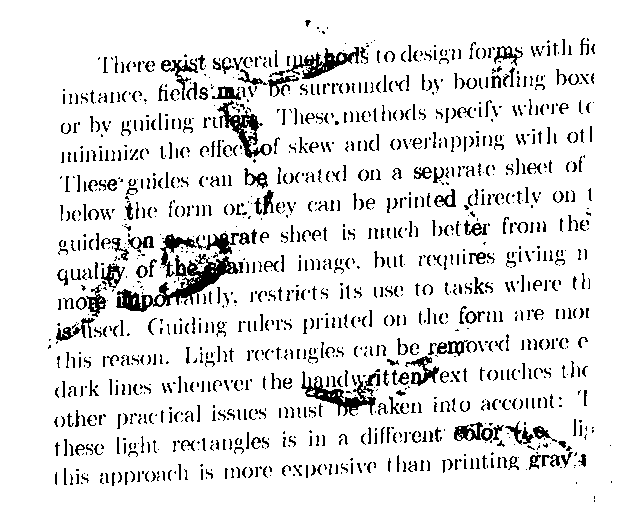 There exist several methods to design forms with fie
instance, fields may be surrounded by bounding boxe
or by guiding rulers. These methods specify where to
minimize the effect of skew and overlapping with oth
These guides can be located on a separate sheet of
below the form or they can be printed directly on t
guides on a separate sheet is much better from the
quality of the scanned image, but requires giving m
more importantly, restricts its use to tasks where th
is used. Guiding rulers printed on the form are mor
this reason. Light rectangles can be removed more e
dark lines whenever the handwritten text touches the
other practical issues must be taken into account: T
these light rectangles is in a different color (i.e. lig
this approach is more expensive than printing gray